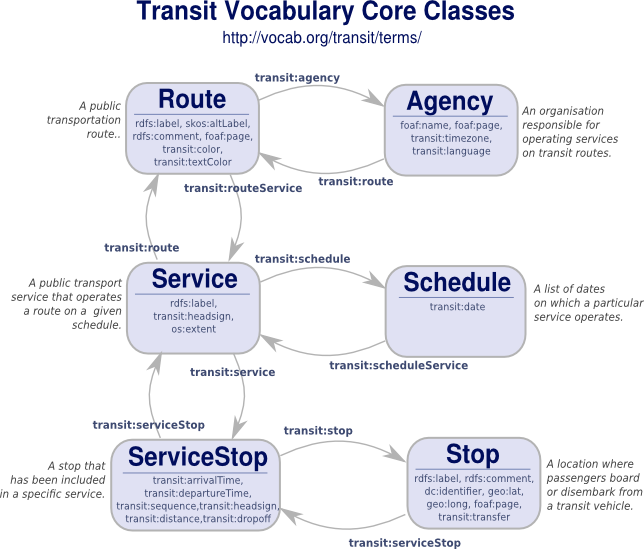 Transit Vocabulary Core Classes
http://vocab.org/transit/terms/
transit:agency
Route
rdfs:label, skos:altLabel,
rdfs:comment, foaf:page,
transit:color,
transit:textColor
A public
transportation
route..
Agency
foaf:name, foaf:page,
transit:timezone,
transit:language
An organisation
responsible for
operating services
on transit routes.
transit:route
transit:routeService
transit:route
transit:schedule
Service
rdfs:label,
transit:headsign,
os:extent
A public transport
service that operates
a route on a given
schedule.
Schedule
transit:date
A list of dates
on which a particular
service operates.
transit:scheduleService
transit:service
transit:serviceStop
transit:stop
ServiceStop
transit:arrivalTime,
transit:departureTime,
transit:sequence,transit:headsign,
transit:distance,transit:dropoff
A stop that
has been included
in a specific service.
Stop
rdfs:label, rdfs:comment,
dc:identifier, geo:lat,
geo:long, foaf:page,
transit:transfer
A location where
passengers board
or disembark from
a transit vehicle.
transit:serviceStop